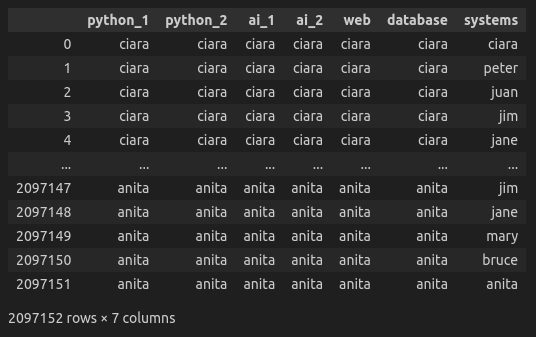 python_1 python_2 ai_1 ai_2 web database systems
0 ciara ciara ciara ciara ciara ciara ciara
1 ciara ciara ciara ciara ciara ciara peter
2 ciara ciara ciara ciara ciara ciara juan
3 ciara ciara ciara ciara ciara ciara jim
4 ciara ciara ciara ciara ciara ciara jane
... ... ... ... ... ... ... ...
2097147 anita anita anita anita anita anita jim
2097148 anita anita anita anita anita anita jane
2097149 anita anita anita anita anita anita mary
2097150 anita anita anita anita anita anita bruce
2097151 anita anita anita anita anita anita anita
2097152 rows × 7 columns